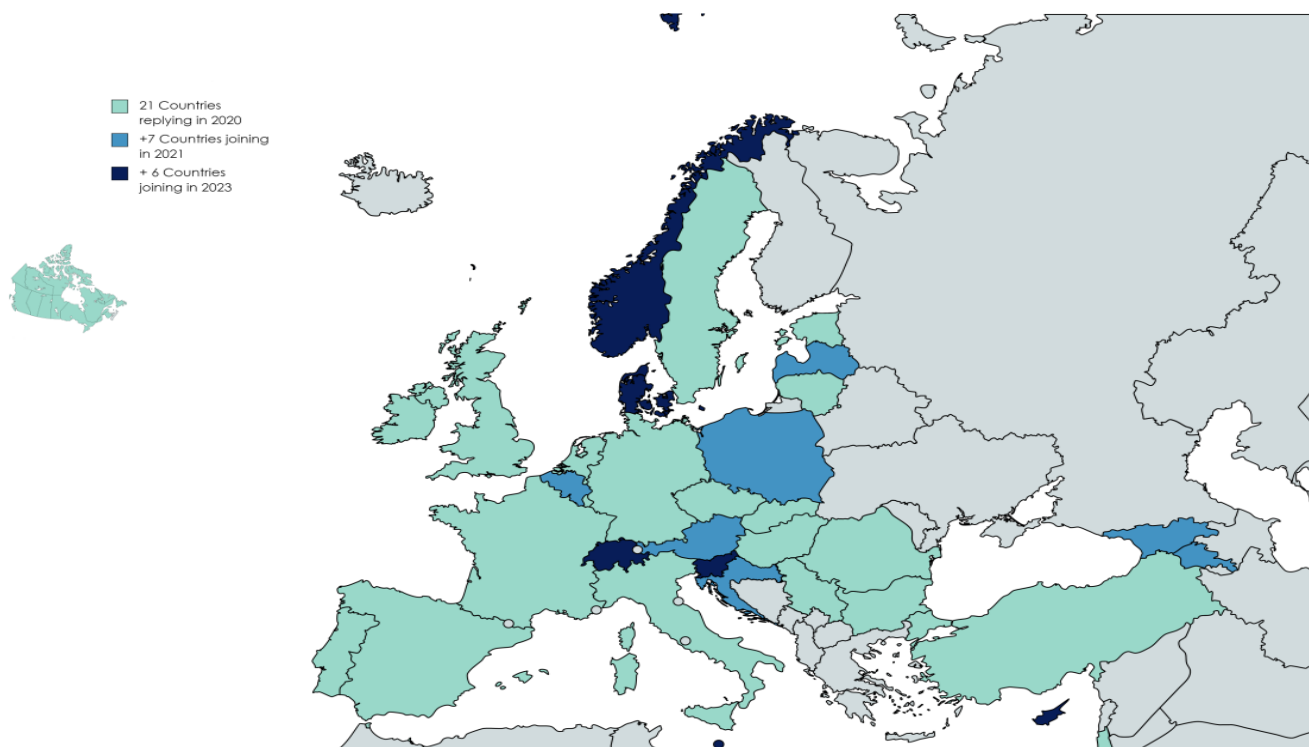 21 Countries
replying in 2020
+7 Countries joining
in 2021
+ 6 Countries
joining in 2023